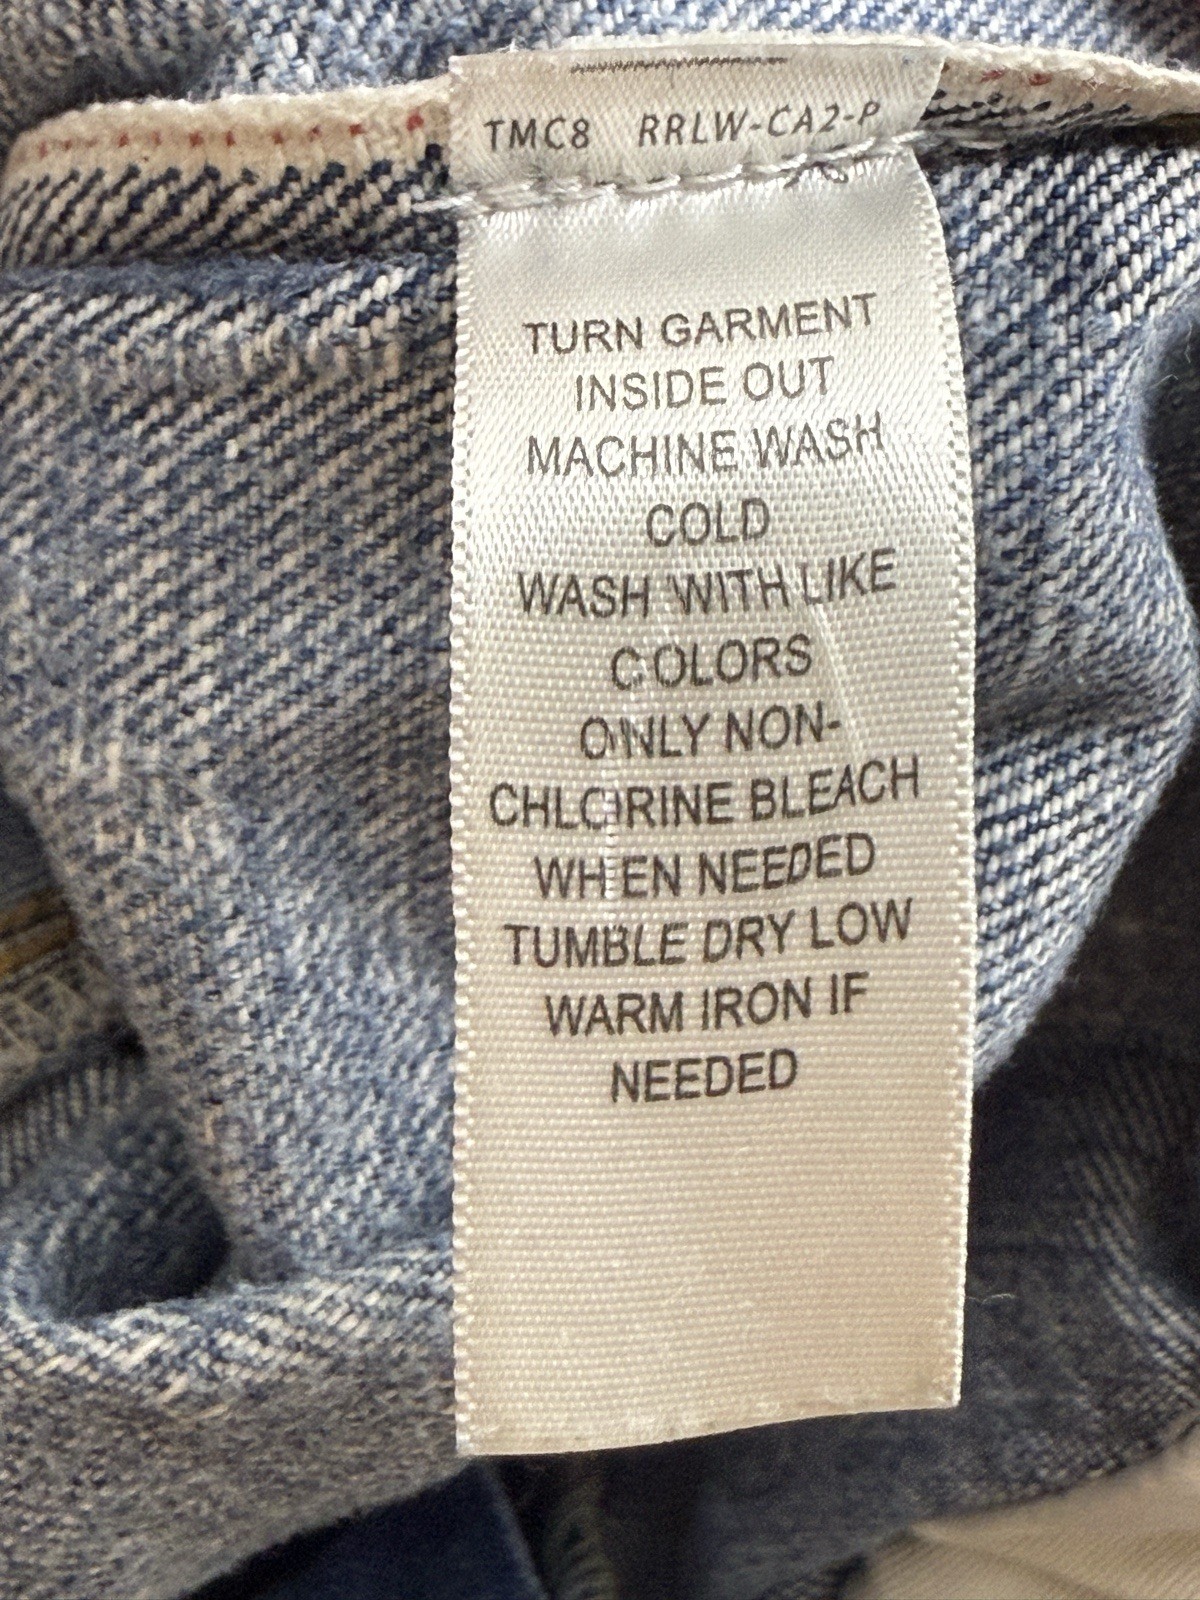 TMC8 RRLW-CA2-P
TURN GARMENT
INSIDE OUT
MACHINE WASH
COLD
WASH WITH LIKE
COLORS
ONLY NON-
CHLORINE BLEACH
WHEN NEEDED
TUMBLE DRY LOW
WARM IRON IF
NEEDED